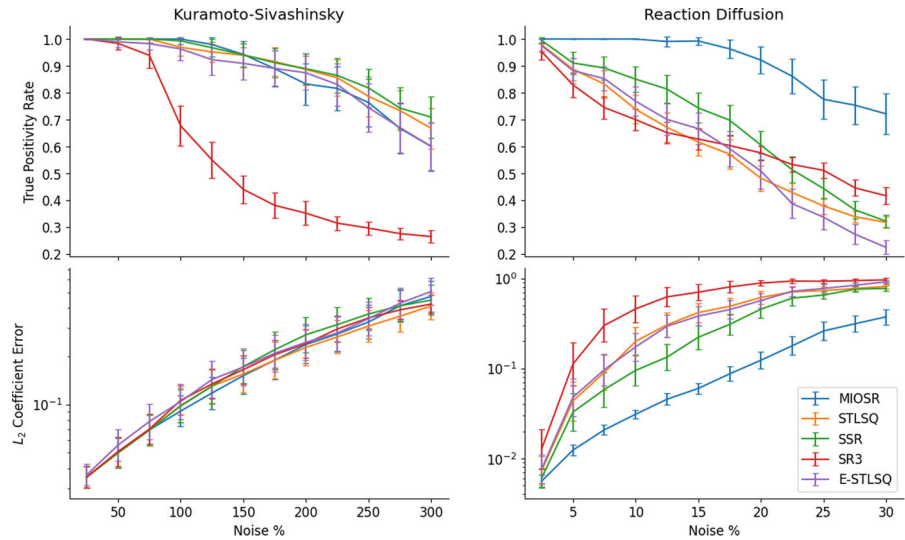 Kuramoto-Sivashinsky
Reaction Diffusion
True Positivity Rate
1.0
0.9
0.8
0.7
0.6
0.5
0.4
0.3
0.2
1.0
0.9
0.8
0.7
0.6
0.5
0.4
0.3
0.2
L₂ Coefficient Error
10⁻¹
10⁰
10⁻¹
10⁻²
MIOSR
STLSQ
SSR
SR3
E-STLSQ
50 100 150 200 250 300
5 10 15 20 25 30
Noise %
Noise %